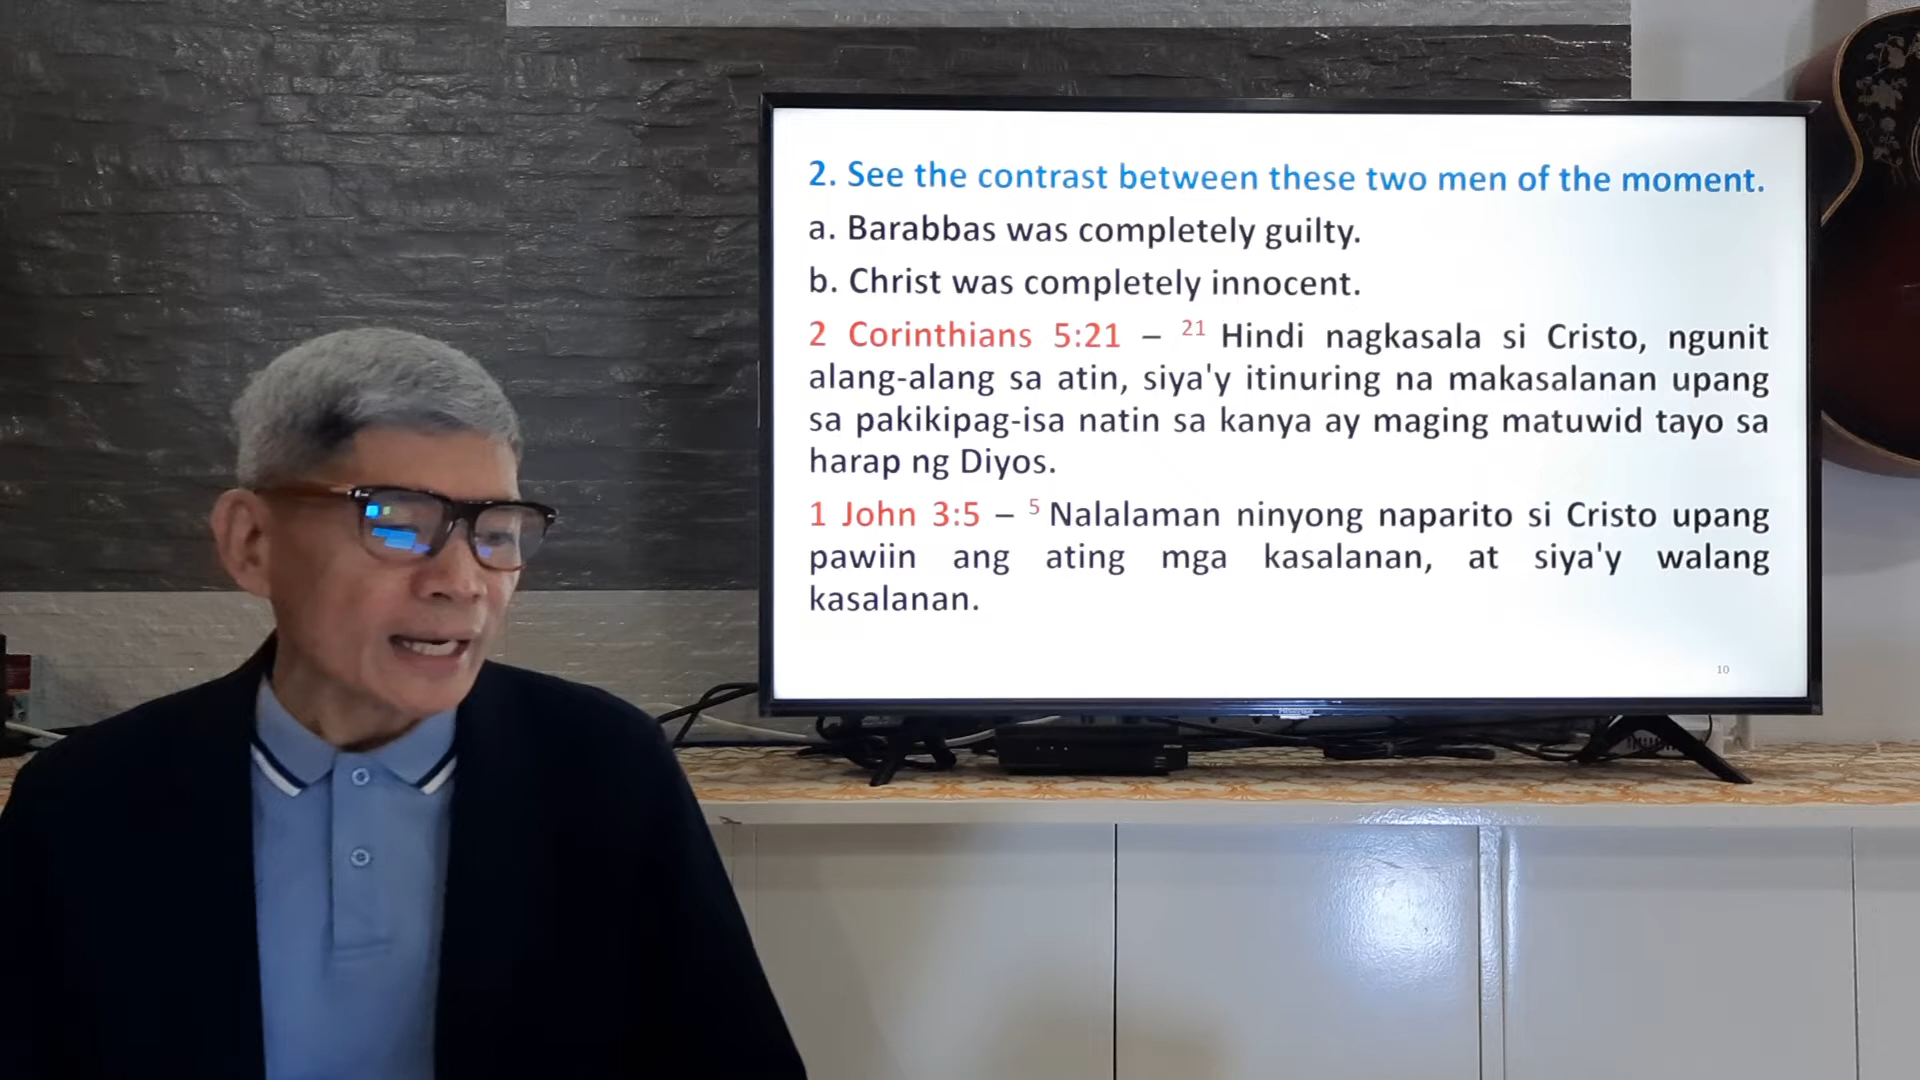 2. See the contrast between these two men of the moment.
a. Barabbas was completely guilty.
b. Christ was completely innocent.
2 Corinthians 5:21 – 21 Hindi nagkasala si Cristo, ngunit
alang-alang sa atin, siya'y itinuring na makasalanan upang
sa pakikipag-isa natin sa kanya ay maging matuwid tayo sa
harap ng Diyos.
1 John 3:5 – 5 Nalalaman ninyong naparito si Cristo upang
pawiin ang ating mga kasalanan, at siya'y walang
kasalanan.
10
Hisense